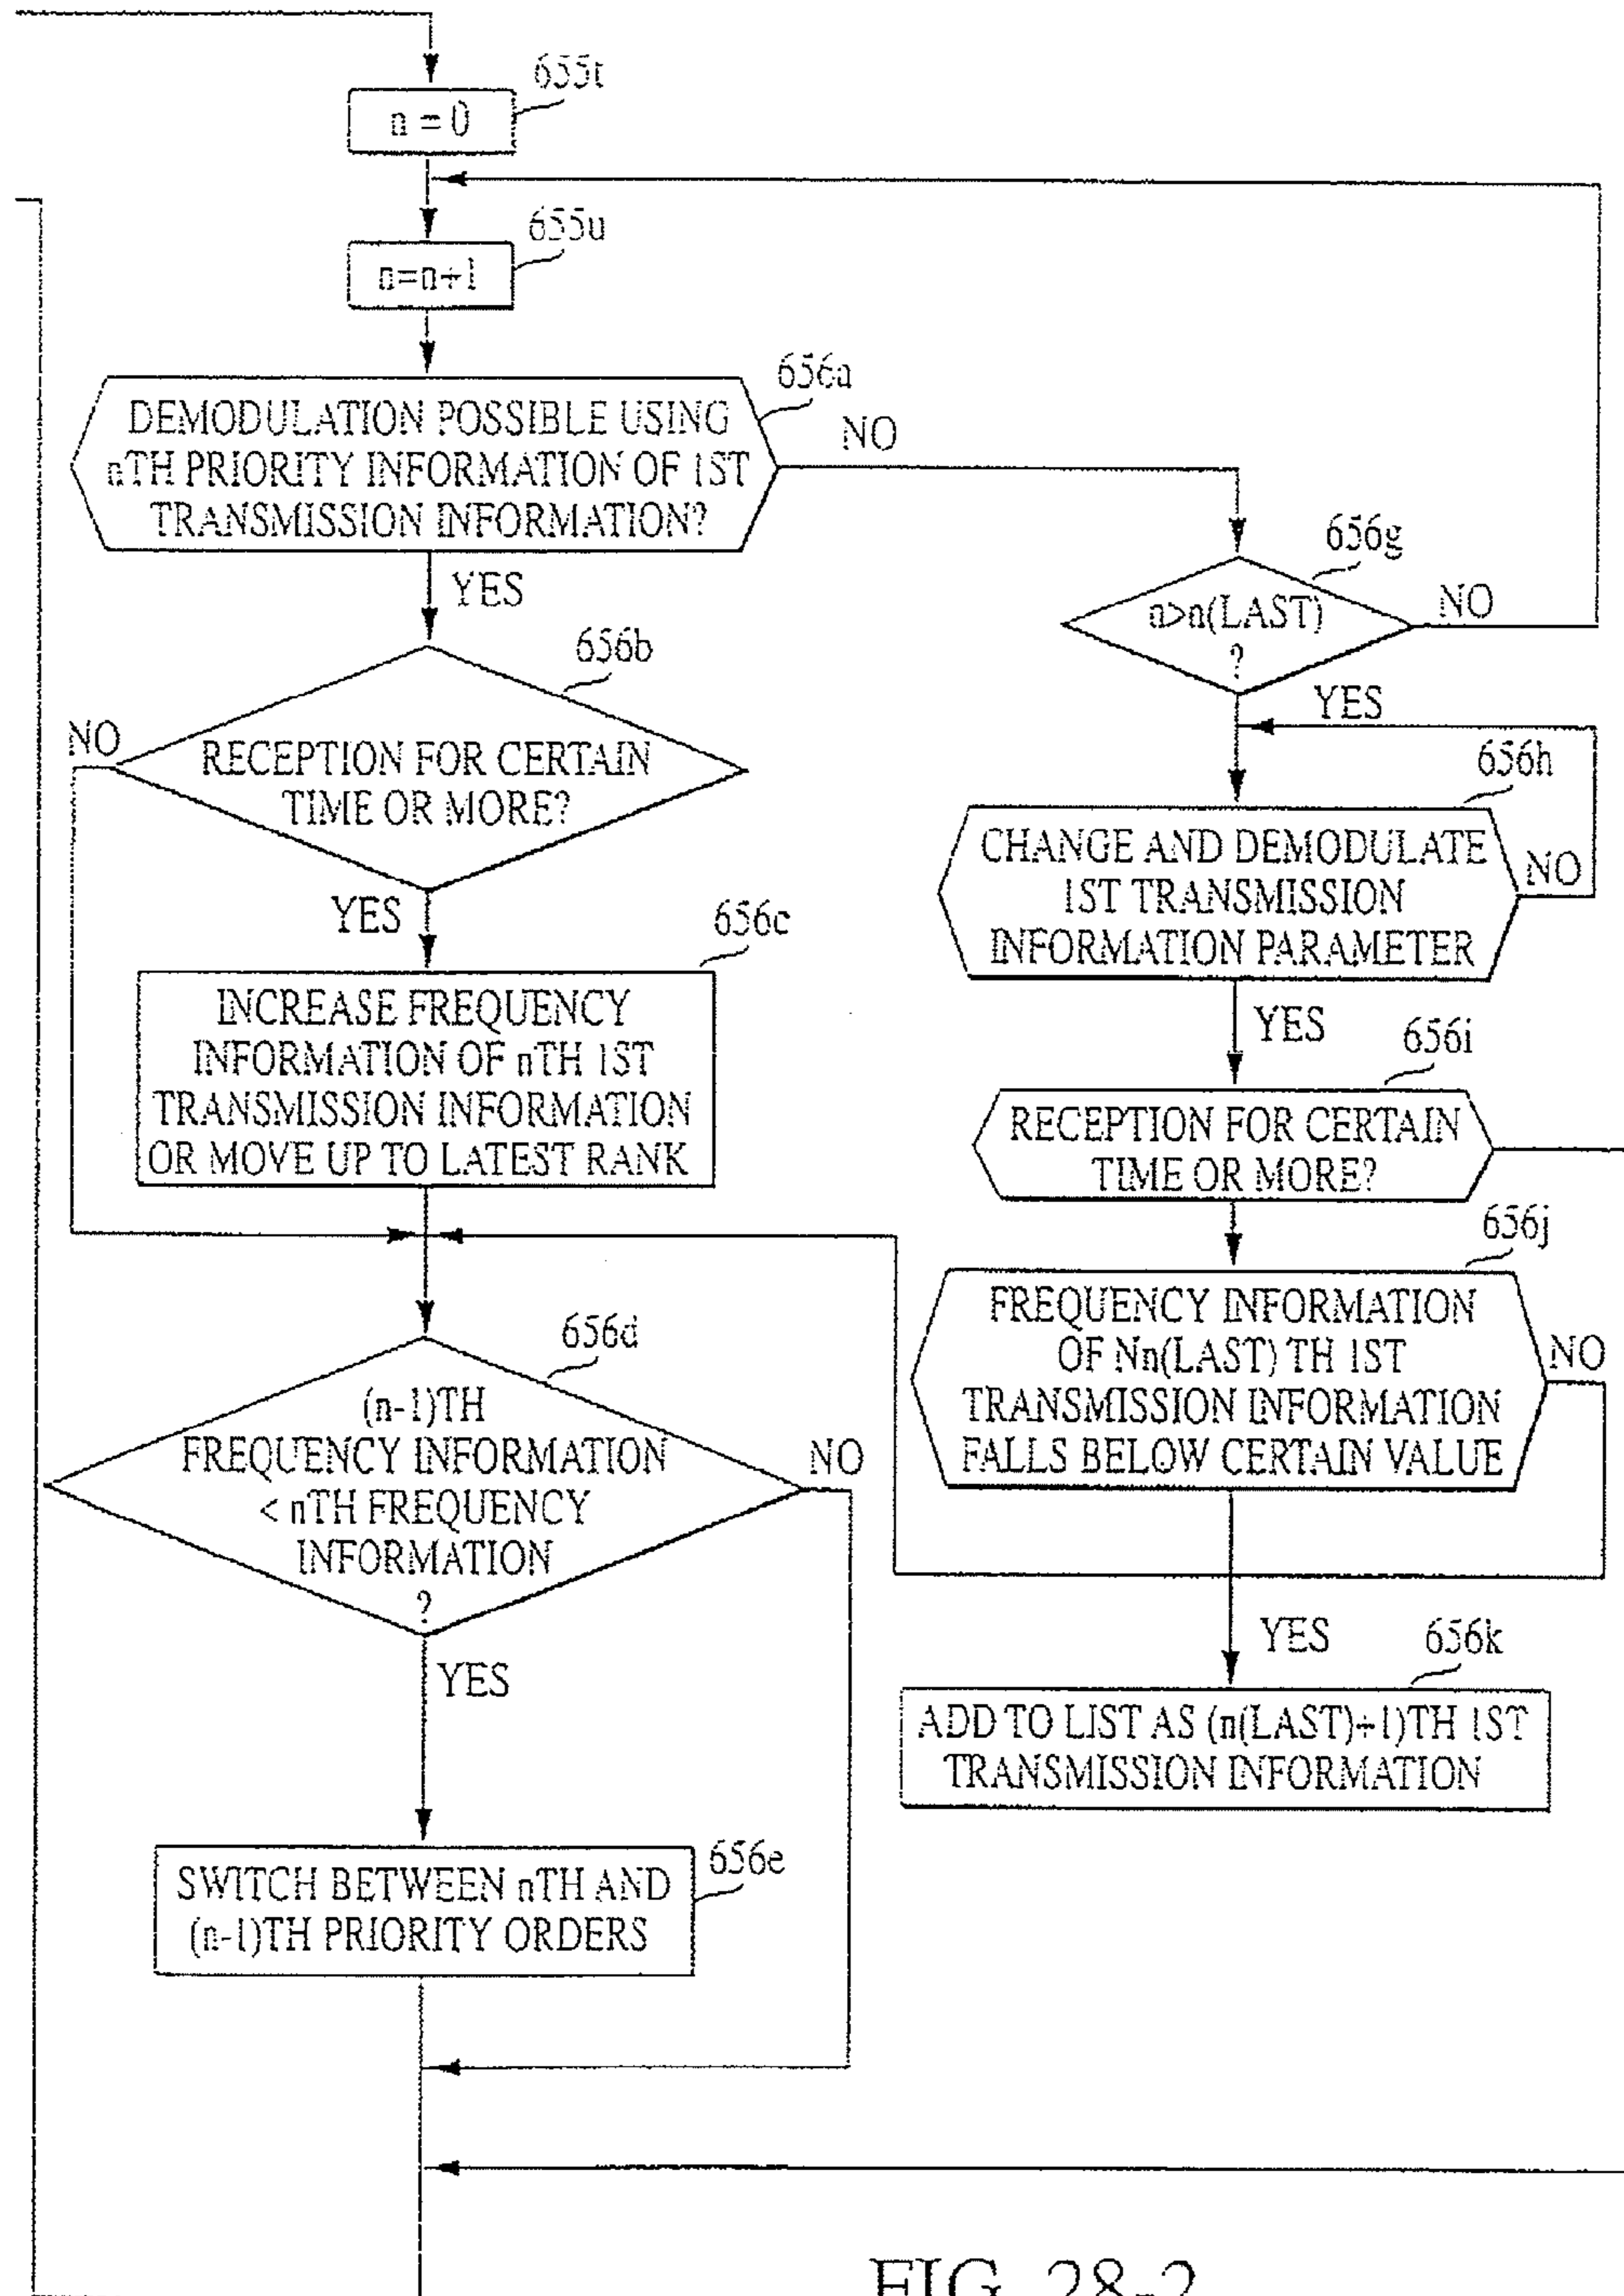 655t
n = 0
655u
n=n+1
656a
DEMODULATION POSSIBLE USING
nTH PRIORITY INFORMATION OF 1ST
TRANSMISSION INFORMATION?
NO
YES
656g
n>n(LAST)
?
NO
YES
656b
RECEPTION FOR CERTAIN
TIME OR MORE?
NO
YES
656h
CHANGE AND DEMODULATE
1ST TRANSMISSION
INFORMATION PARAMETER
NO
YES
656c
INCREASE FREQUENCY
INFORMATION OF nTH 1ST
TRANSMISSION INFORMATION
OR MOVE UP TO LATEST RANK
656i
RECEPTION FOR CERTAIN
TIME OR MORE?
656j
FREQUENCY INFORMATION
OF Nn(LAST) TH 1ST
TRANSMISSION INFORMATION
FALLS BELOW CERTAIN VALUE
NO
YES
656d
(n-1)TH
FREQUENCY INFORMATION
< nTH FREQUENCY
INFORMATION
?
NO
YES
656k
ADD TO LIST AS (n(LAST)+1)TH 1ST
TRANSMISSION INFORMATION
656e
SWITCH BETWEEN nTH AND
(n-1)TH PRIORITY ORDERS
FIG. 28-2